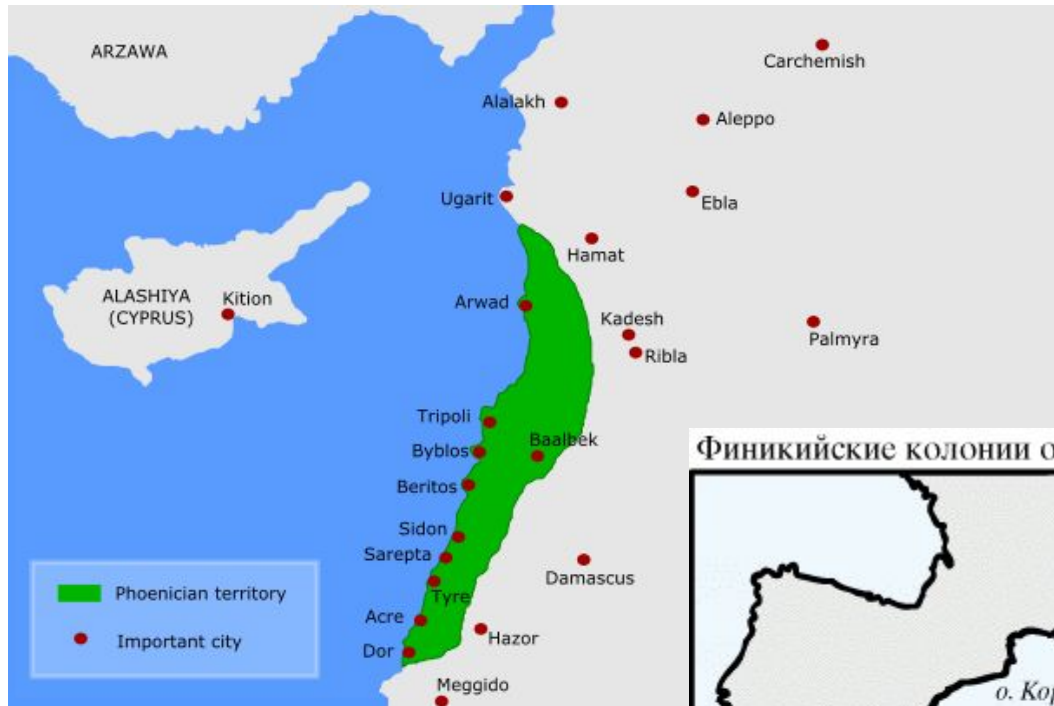 ARZAWA
Carchemish
Alalakh
Aleppo
Ugarit
Ebla
Hamat
ALASHIYA
(CYPRUS)
Kition
Arwad
Kadesh
Ribla
Palmyra
Tripoli
Byblos
Baalbek
Beritos
Sidon
Sarepta
Tyre
Damascus
Acre
Hazor
Dor
Meggido
Phoenician territory
Important city
Финикийские колонии о
о. Кор